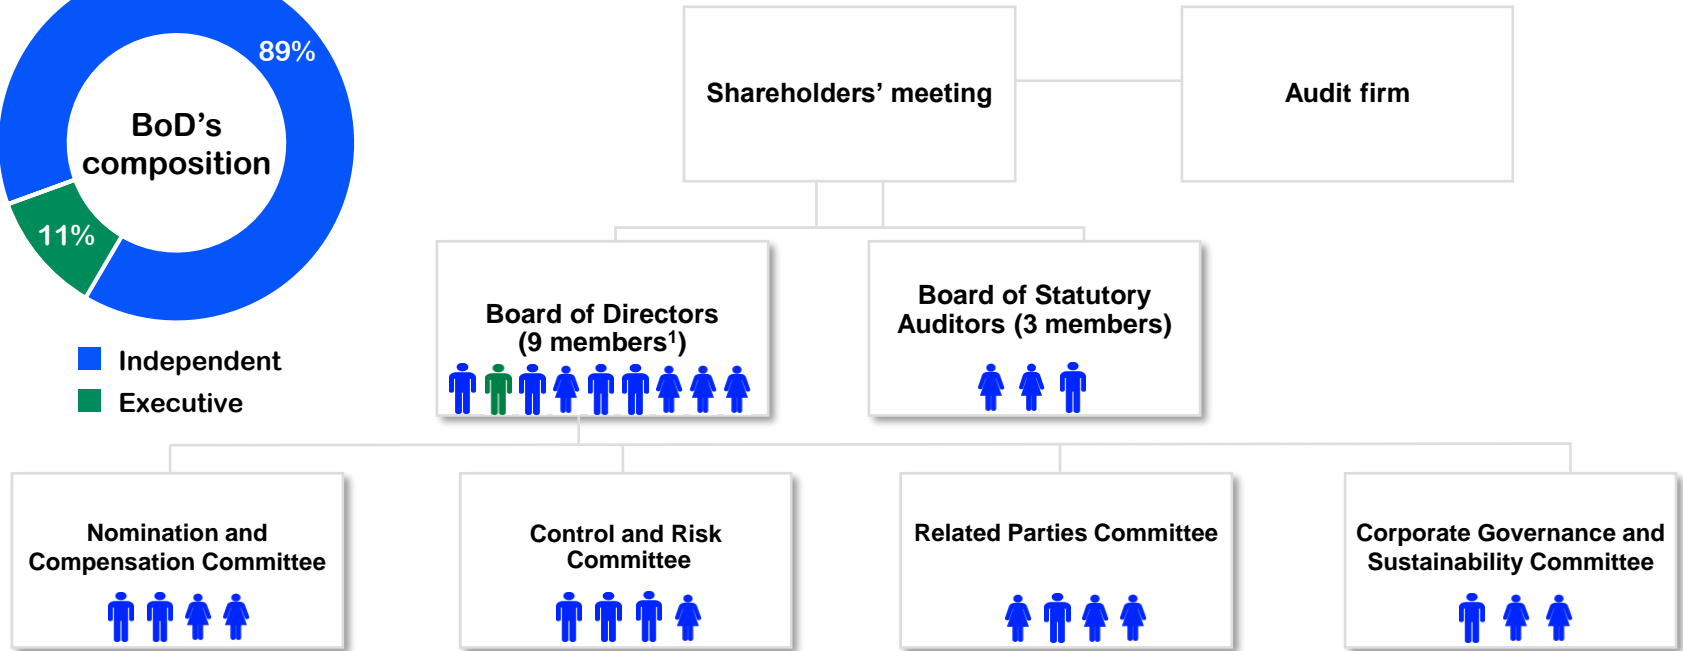 89%
BoD's
composition
11%
Independent
Executive
Shareholders' meeting
Audit firm
Board of Directors
(9 members¹)
Board of Statutory
Auditors (3 members)
Nomination and
Compensation Committee
Control and Risk
Committee
Related Parties Committee
Corporate Governance and
Sustainability Committee